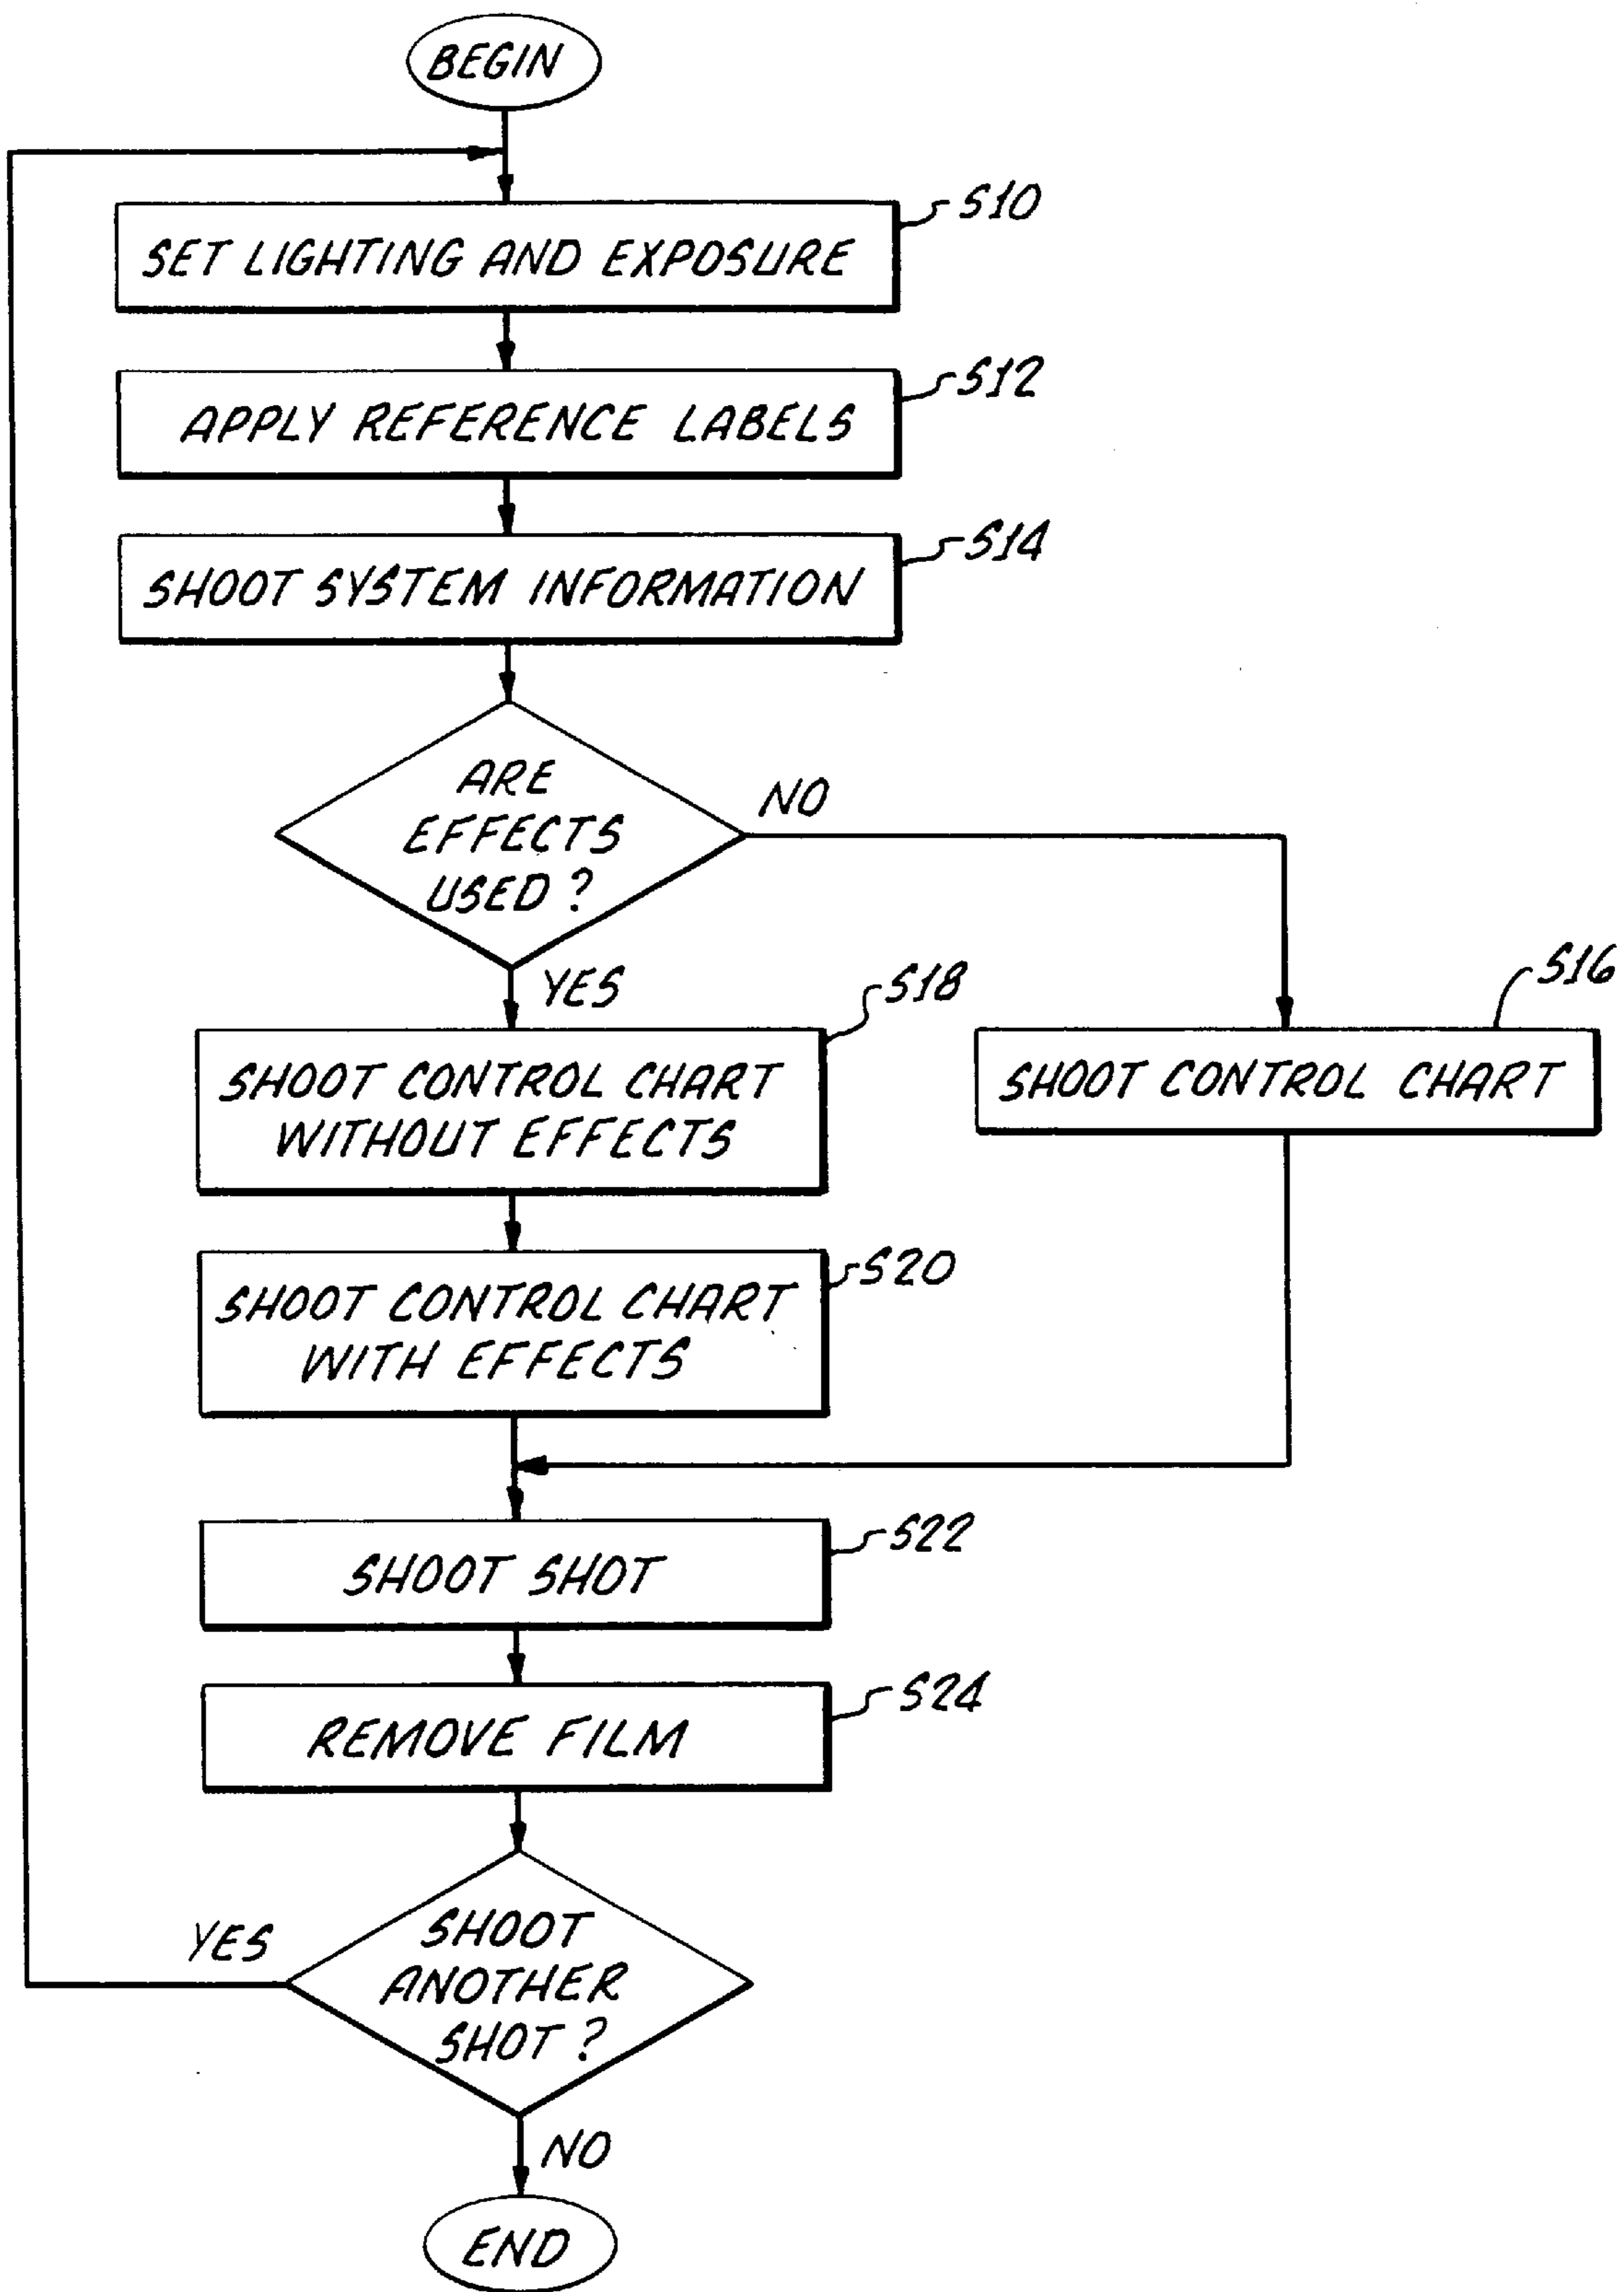 BEGIN
S10
SET LIGHTING AND EXPOSURE
S12
APPLY REFERENCE LABELS
S14
SHOOT SYSTEM INFORMATION
ARE
EFFECTS
USED?
NO
YES
S18
SHOOT CONTROL CHART
WITHOUT EFFECTS
S16
SHOOT CONTROL CHART
S20
SHOOT CONTROL CHART
WITH EFFECTS
S22
SHOOT SHOT
S24
REMOVE FILM
YES
SHOOT
ANOTHER
SHOT?
NO
END